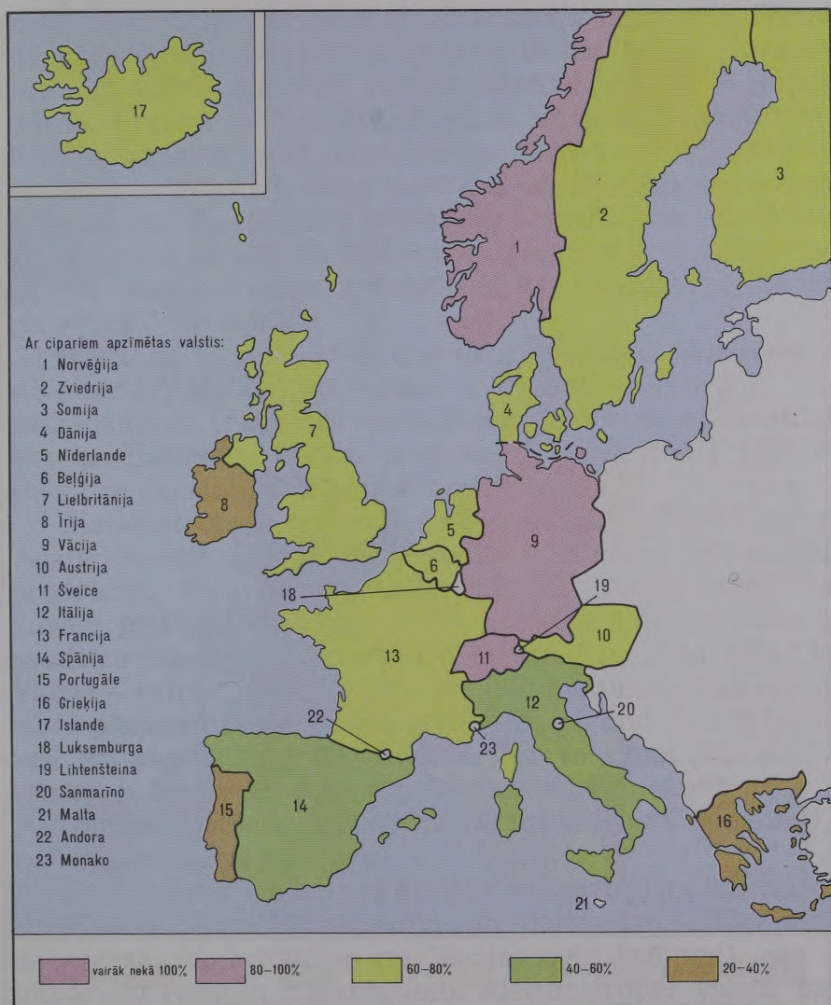 17
3
2
1
Ar cipariem apzīmētas valstis:
1 Norvēģija
2 Zviedrija
3 Somija
4 Dānija
5 Nīderlande
6 Beļģija
7 Lielbritānija
8 Īrija
9 Vācija
10 Austrija
11 Šveice
12 Itālija
13 Francija
14 Spānija
15 Portugāle
16 Grieķija
17 Islande
18 Luksemburga
19 Lihtenšteina
20 Sanmarīno
21 Malta
22 Andora
23 Monako
4
7
8
5
9
6
18
19
10
13
11
12
20
22
23
14
15
16
21
vairāk nekā 100%
80–100%
60–80%
40–60%
20–40%